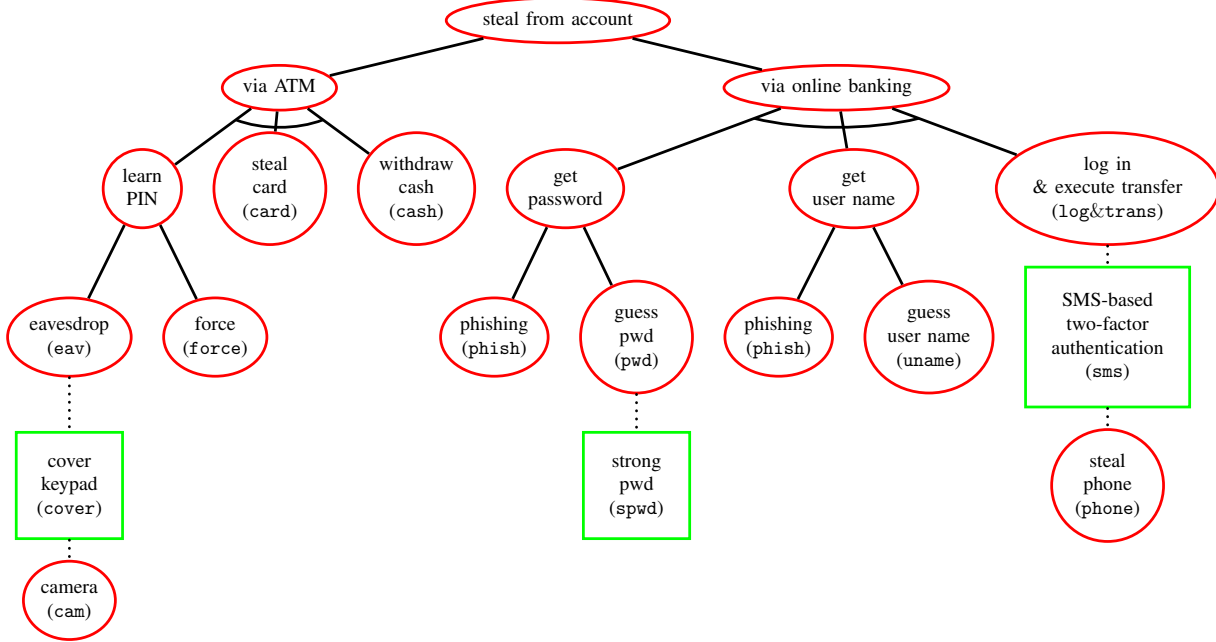 steal from account
via ATM
via online banking
learn
PIN
steal
card
(card)
withdraw
cash
(cash)
get
password
get
user name
log in
& execute transfer
(log&trans)
eavesdrop
(eav)
force
(force)
phishing
(phish)
guess
pwd
(pwd)
phishing
(phish)
guess
user name
(uname)
SMS-based
two-factor
authentication
(sms)
cover
keypad
(cover)
strong
pwd
(spwd)
steal
phone
(phone)
camera
(cam)